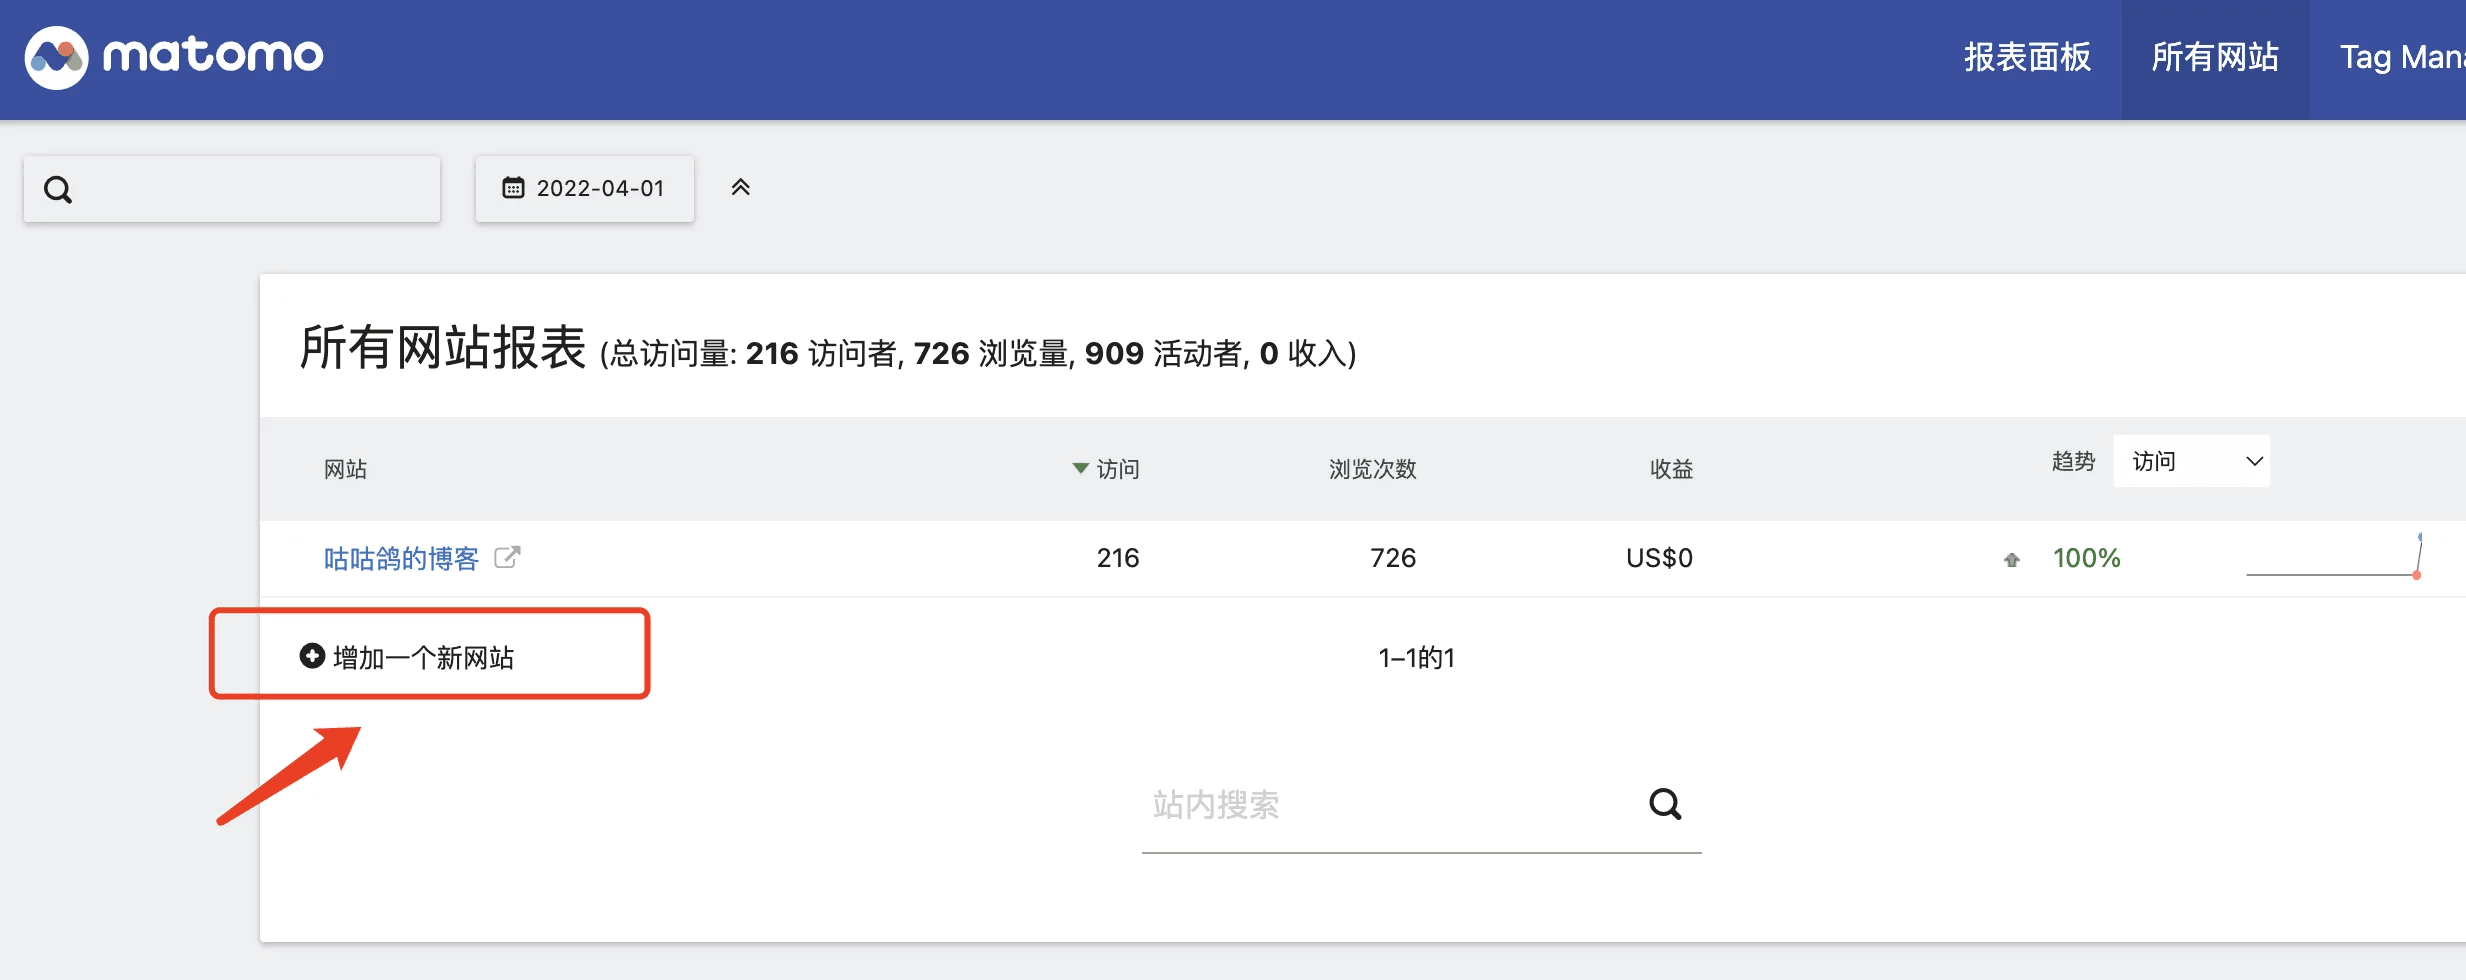 matomo
报表面板 所有网站 Tag Mana
2022-04-01
所有网站报表 (总访问量: 216 访问者, 726 浏览量, 909 活动者, 0 收入)
网站 访问 浏览次数 收益 趋势 访问
咕咕鸽的博客 216 726 US$0 100%
增加一个新网站 1–1的1
站内搜索